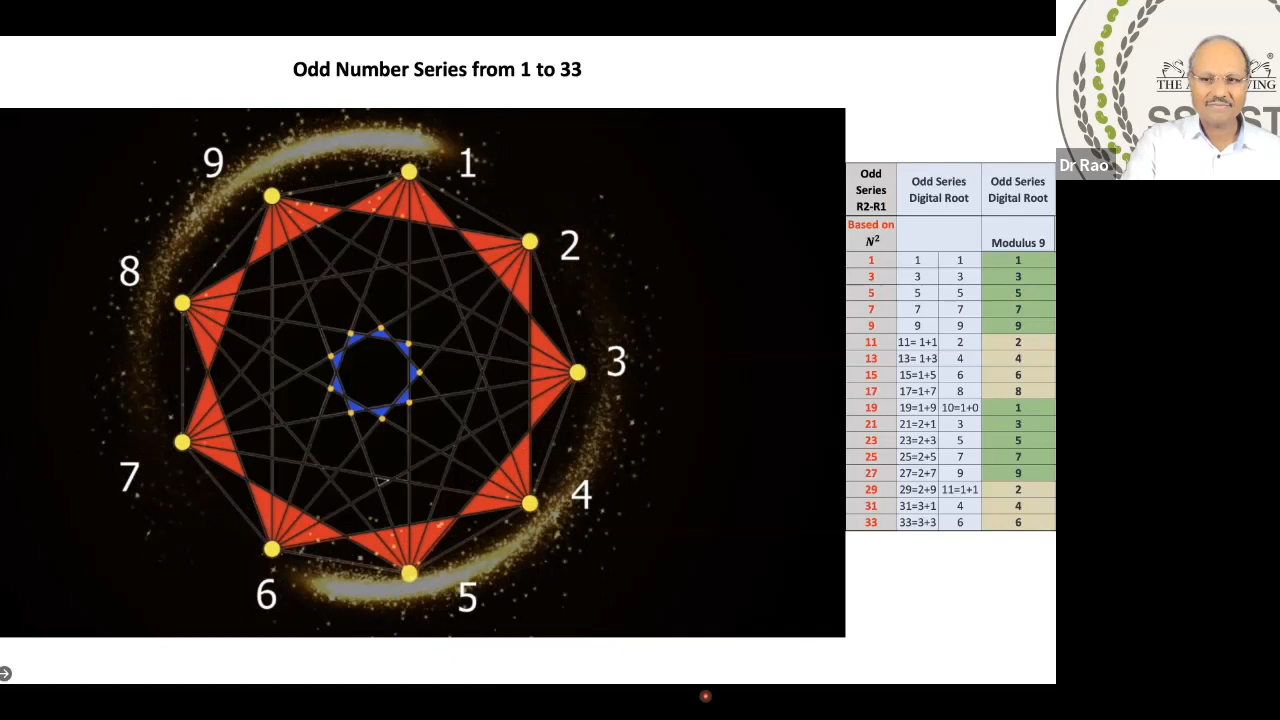 Odd Number Series from 1 to 33
9
1
2
8
3
7
4
6
5
Odd Series R2-R1
Odd Series Digital Root
Odd Series Digital Root
Based on N²
Modulus 9
1 1 1 1
3 3 3 3
5 5 5 5
7 7 7 7
9 9 9 9
11 11= 1+1 2 2
13 13= 1+3 4 4
15 15=1+5 6 6
17 17=1+7 8 8
19 19=1+9 10=1+0 1
21 21=2+1 3 3
23 23=2+3 5 5
25 25=2+5 7 7
27 27=2+7 9 9
29 29=2+9 11=1+1 2
31 31=3+1 4 4
33 33=3+3 6 6
THE
Dr Rao